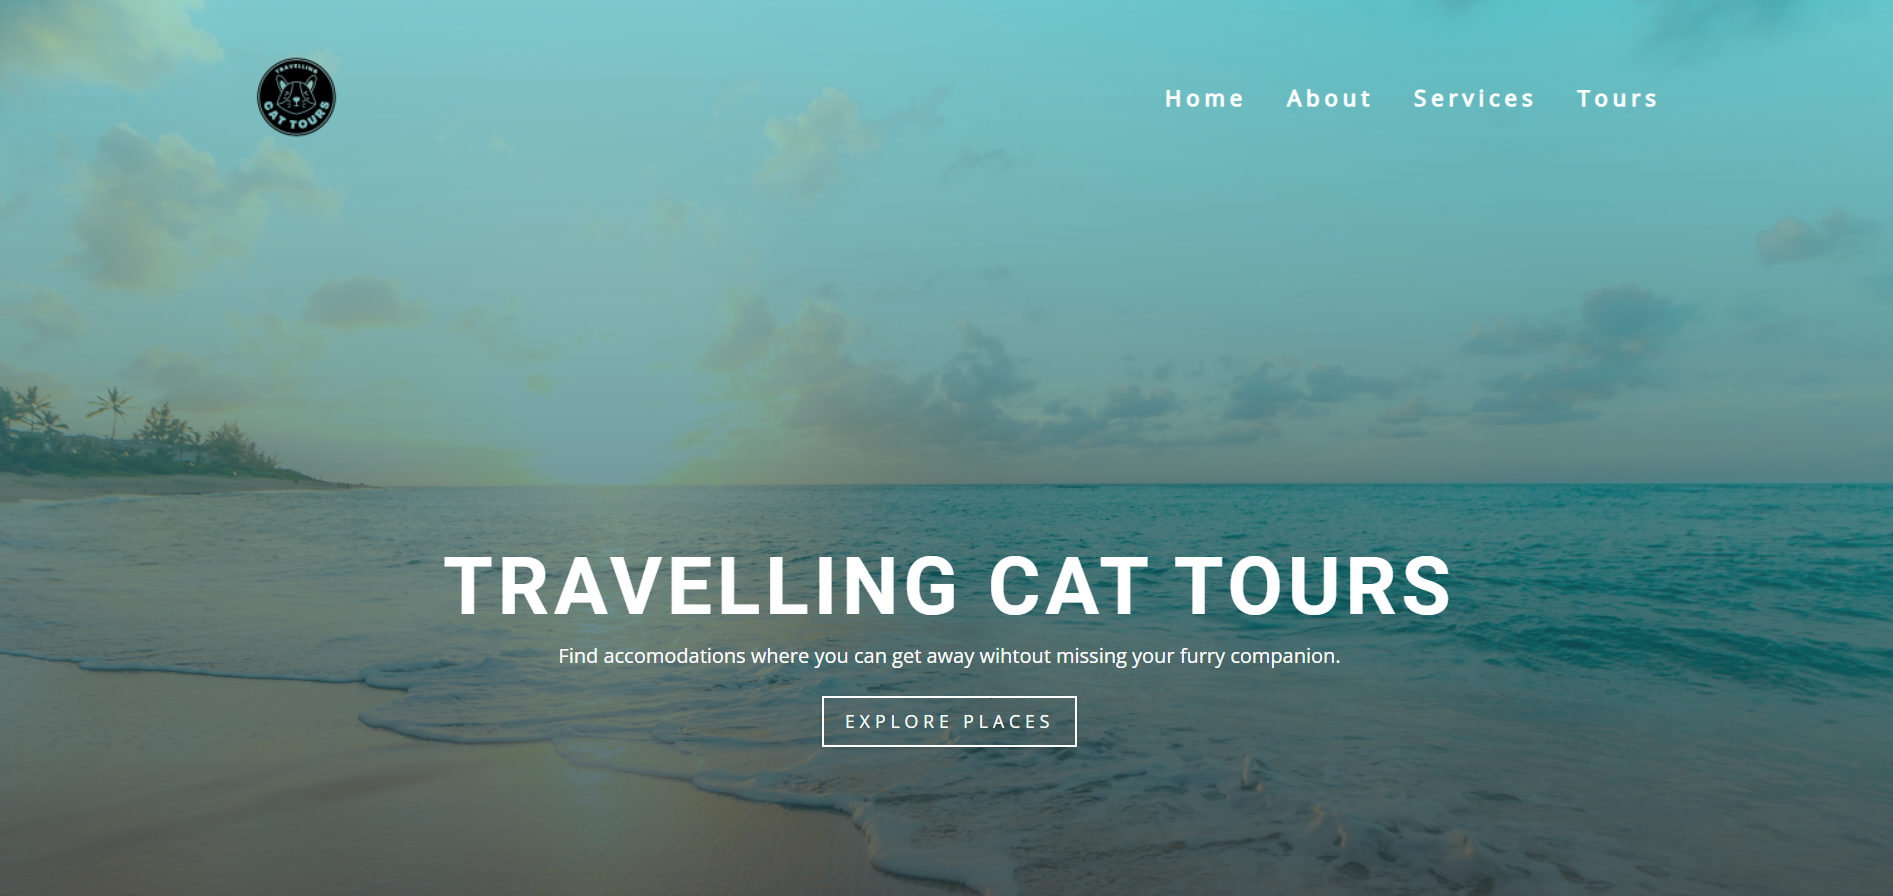 TRAVELLING
CAT TOURS
Home About Services Tours
TRAVELLING CAT TOURS
Find accomodations where you can get away wihtout missing your furry companion.
EXPLORE PLACES